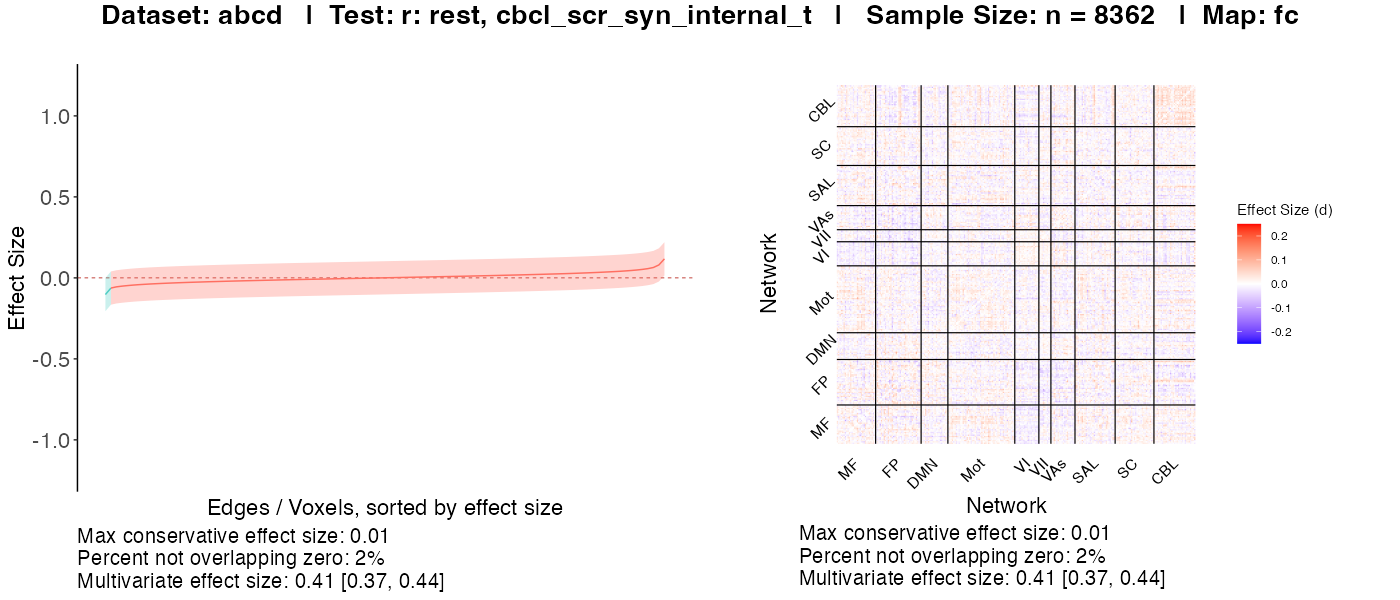 Dataset: abcd | Test: r: rest, cbcl_scr_syn_internal_t | Sample Size: n = 8362 | Map: fc
1.0
0.5
0.0
-0.5
-1.0
Effect Size
Edges / Voxels, sorted by effect size
Max conservative effect size: 0.01
Percent not overlapping zero: 2%
Multivariate effect size: 0.41 [0.37, 0.44]
Network
CBL
SC
SAL
VAs
VII
VI
Mot
DMN
FP
MF
MF FP DMN Mot VI VII VAs SAL SC CBL
Network
Max conservative effect size: 0.01
Percent not overlapping zero: 2%
Multivariate effect size: 0.41 [0.37, 0.44]
Effect Size (d)
0.2
0.1
0.0
-0.1
-0.2